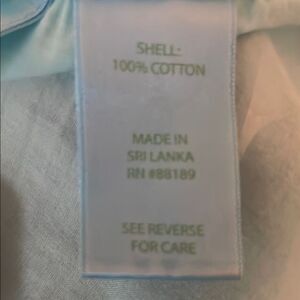 SHELL:
100% COTTON
MADE IN
SRI LANKA
RN #88189
SEE REVERSE
FOR CARE